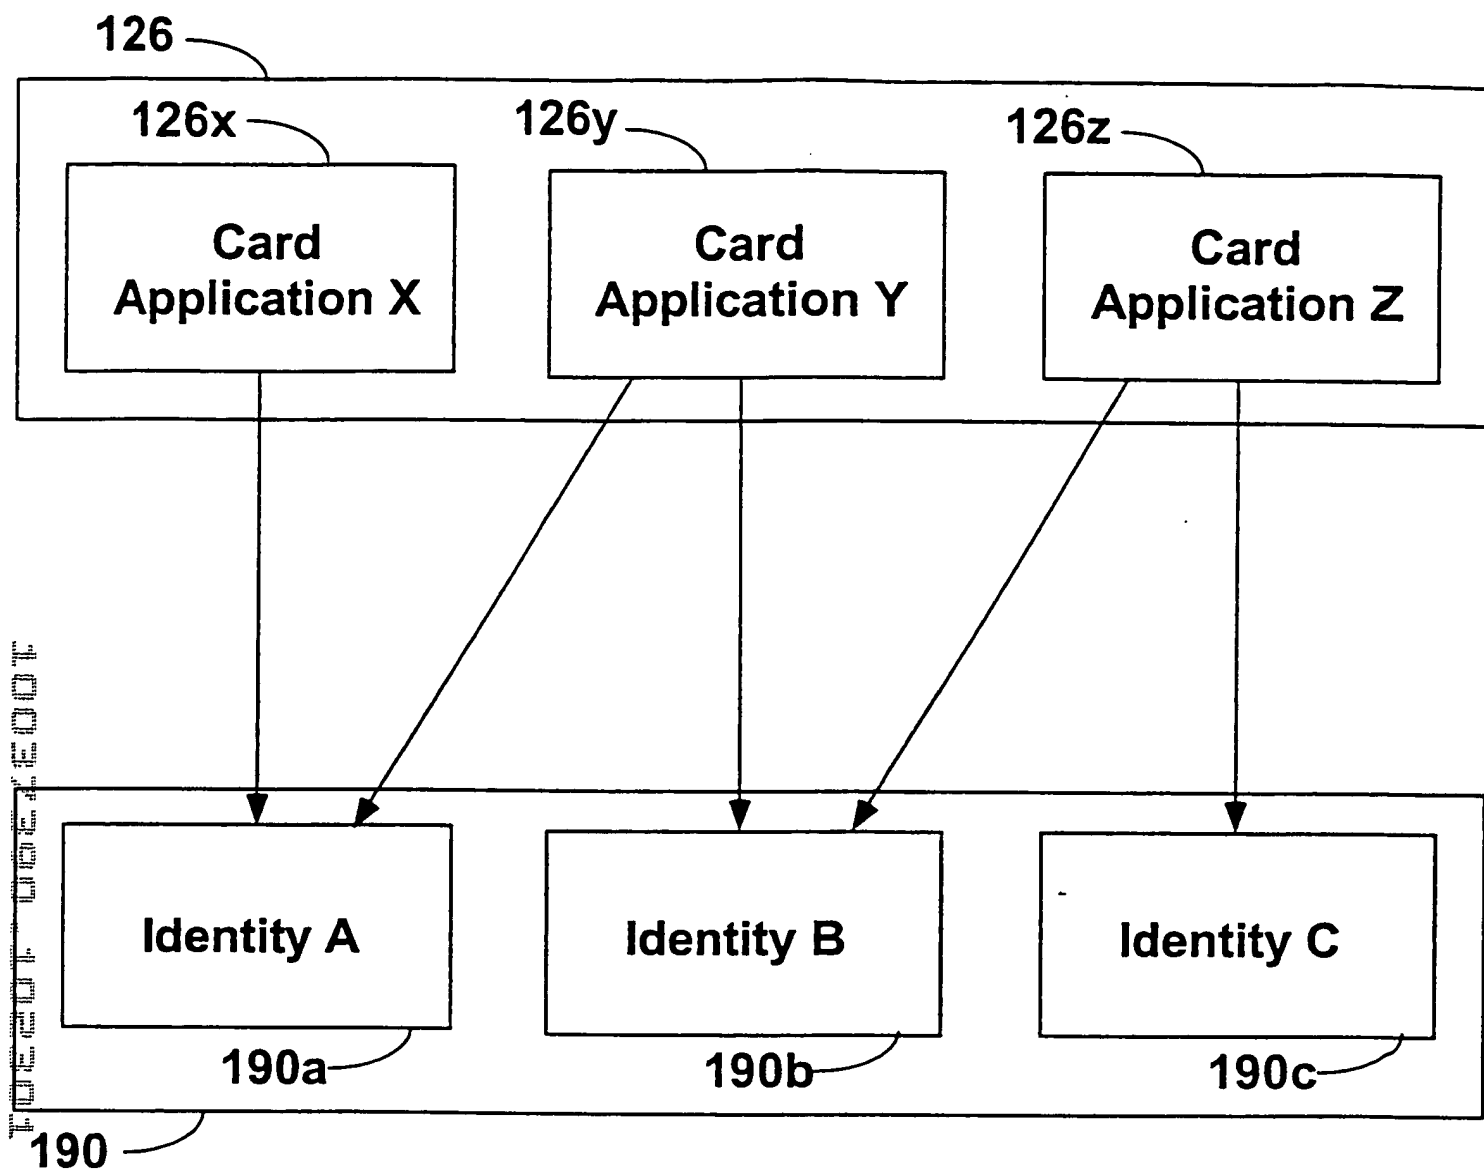 126
126x
126y
126z
Card
Application X
Card
Application Y
Card
Application Z
Identity A
Identity B
Identity C
190a
190b
190c
190